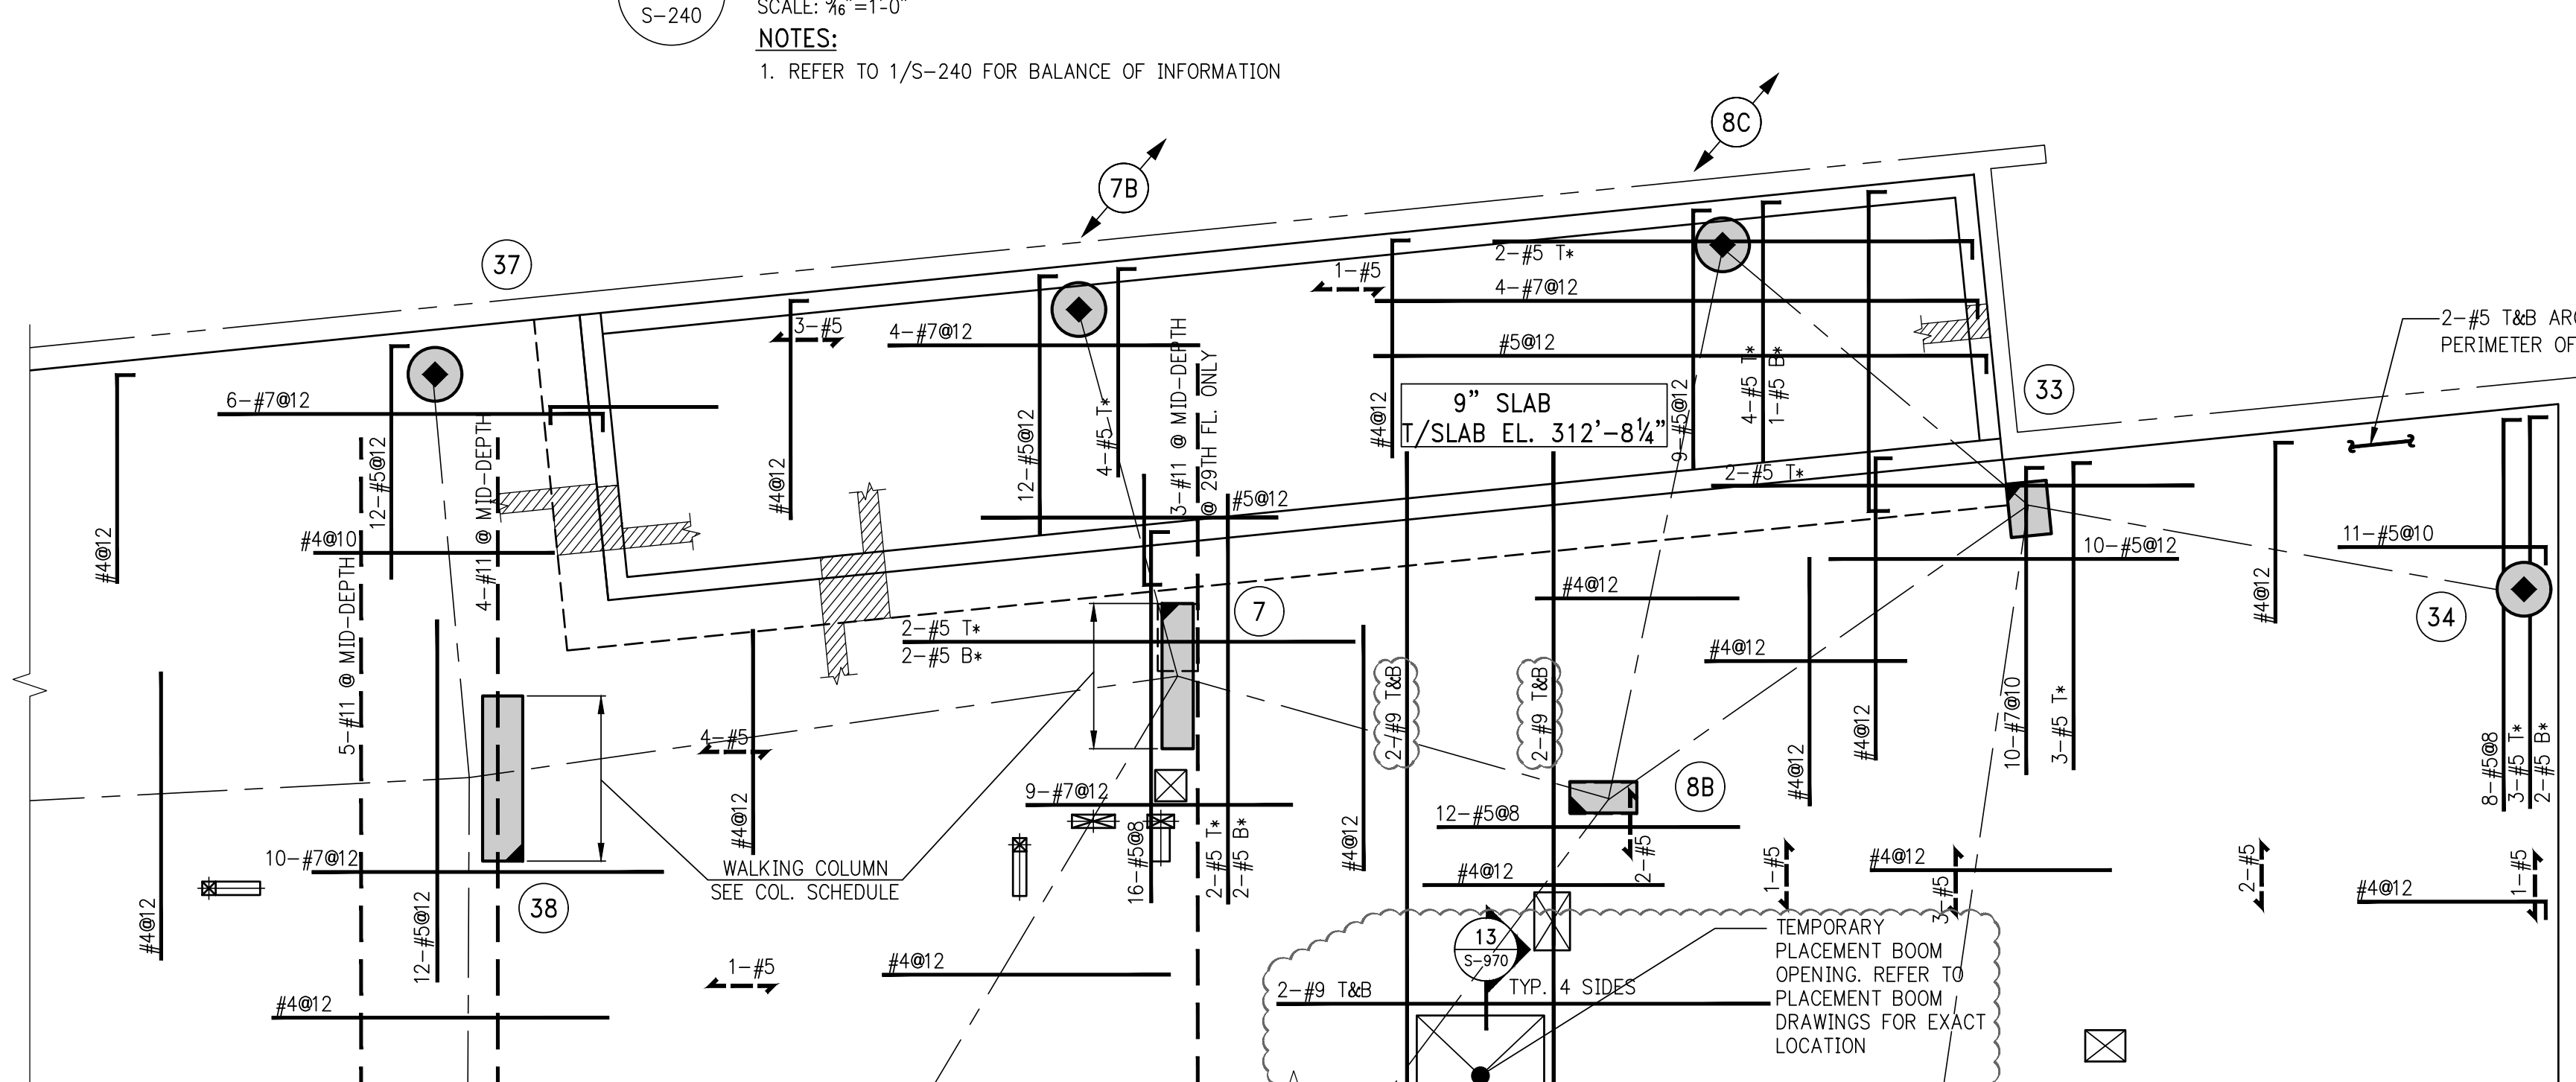 S-240
SCALE: 3/16"=1'-0"
NOTES:
1. REFER TO 1/S-240 FOR BALANCE OF INFORMATION
8C
7B
37
2-#5 T*
1-#5
4-#7@12
3-#5
4-#7@12
#5@12
2-#5 T&B
PERIMETER OF
33
6-#7@12
9" SLAB
T/SLAB EL. 312'-8¼"
#4@12
12-#5@12
4-#11 @ MID-DEPTH
#4@12
12-#5@12
4-#5 T*
3-#11 @ MID-DEPTH
@ 29TH FL. ONLY
#4@12
9-#5@12
4-#5 T*
1-#5 B*
2-#5 T*
#5@12
#4@10
5-#11 @ MID-DEPTH
10-#5@12
11-#5@10
#4@12
#4@12
7
34
2-#5 T*
2-#5 B*
#4@12
2-#9 T&B
2-#9 T&B
#4@12
#4@12
10-#7@10
3-#5 T*
8-#5@8
3-#5 T*
2-#5 B*
4-#5
#4@12
9-#7@12
8B
12-#5@8
16-#5@8
2-#5 T*
2-#5 B*
#4@12
10-#7@12
WALKING COLUMN
SEE COL. SCHEDULE
#4@12
2-#5
1-#5
#4@12
3-#5
2-#5
#4@12
1-#5
38
#4@12
12-#5@12
13
S-970
TYP. 4 SIDES
1-#5
#4@12
2-#9 T&B
#4@12
TEMPORARY
PLACEMENT BOOM
OPENING. REFER TO
PLACEMENT BOOM
DRAWINGS FOR EXACT
LOCATION